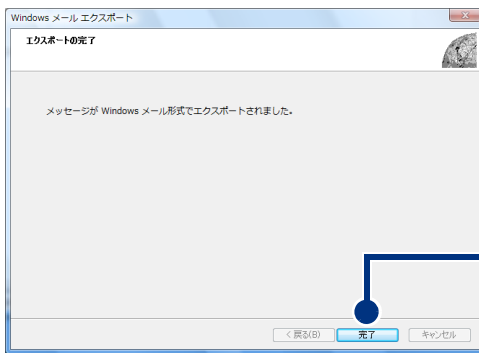 Windows メール エクスポート
エクスポートの完了
メッセージが Windows メール形式でエクスポートされました。
< 戻る(B)
完了
キャンセル